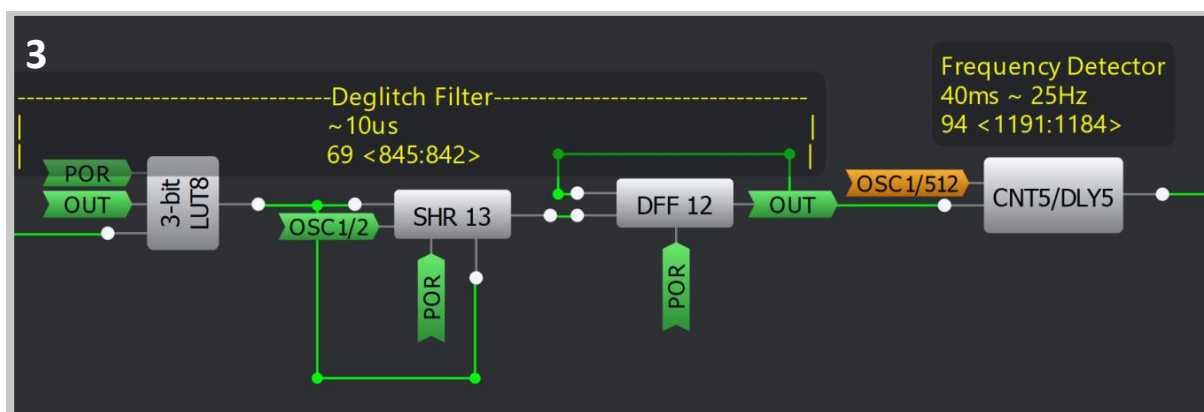 3
-----------------------------------Deglitch Filter-----------------------------------
| ~10us |
| 69 <845:842> |
Frequency Detector
40ms ~ 25Hz
94 <1191:1184>
POR
OUT
3-bit
LUT8
OSC1/2
SHR 13
POR
DFF 12
POR
OUT
OSC1/512
CNT5/DLY5